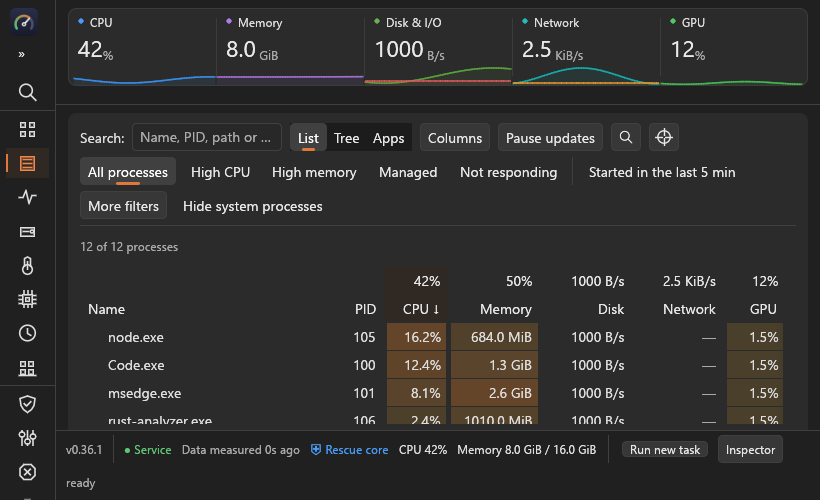 CPU
42%
Memory
8.0 GiB
Disk & I/O
1000 B/s
Network
2.5 KiB/s
GPU
12%
»
Search: Name, PID, path or ... List Tree Apps Columns Pause updates
All processes High CPU High memory Managed Not responding Started in the last 5 min
More filters Hide system processes
12 of 12 processes
42% 50% 1000 B/s 2.5 KiB/s 12%
Name PID CPU ↓ Memory Disk Network GPU
node.exe 105 16.2% 684.0 MiB 1000 B/s — 1.5%
Code.exe 100 12.4% 1.3 GiB 1000 B/s — 1.5%
msedge.exe 101 8.1% 2.6 GiB 1000 B/s — 1.5%
rust-analyzer.exe 106 2.4% 1010.0 MiB 1000 B/s — 1.5%
v0.36.1 Service Data measured 0s ago Rescue core CPU 42% Memory 8.0 GiB / 16.0 GiB Run new task Inspector
ready